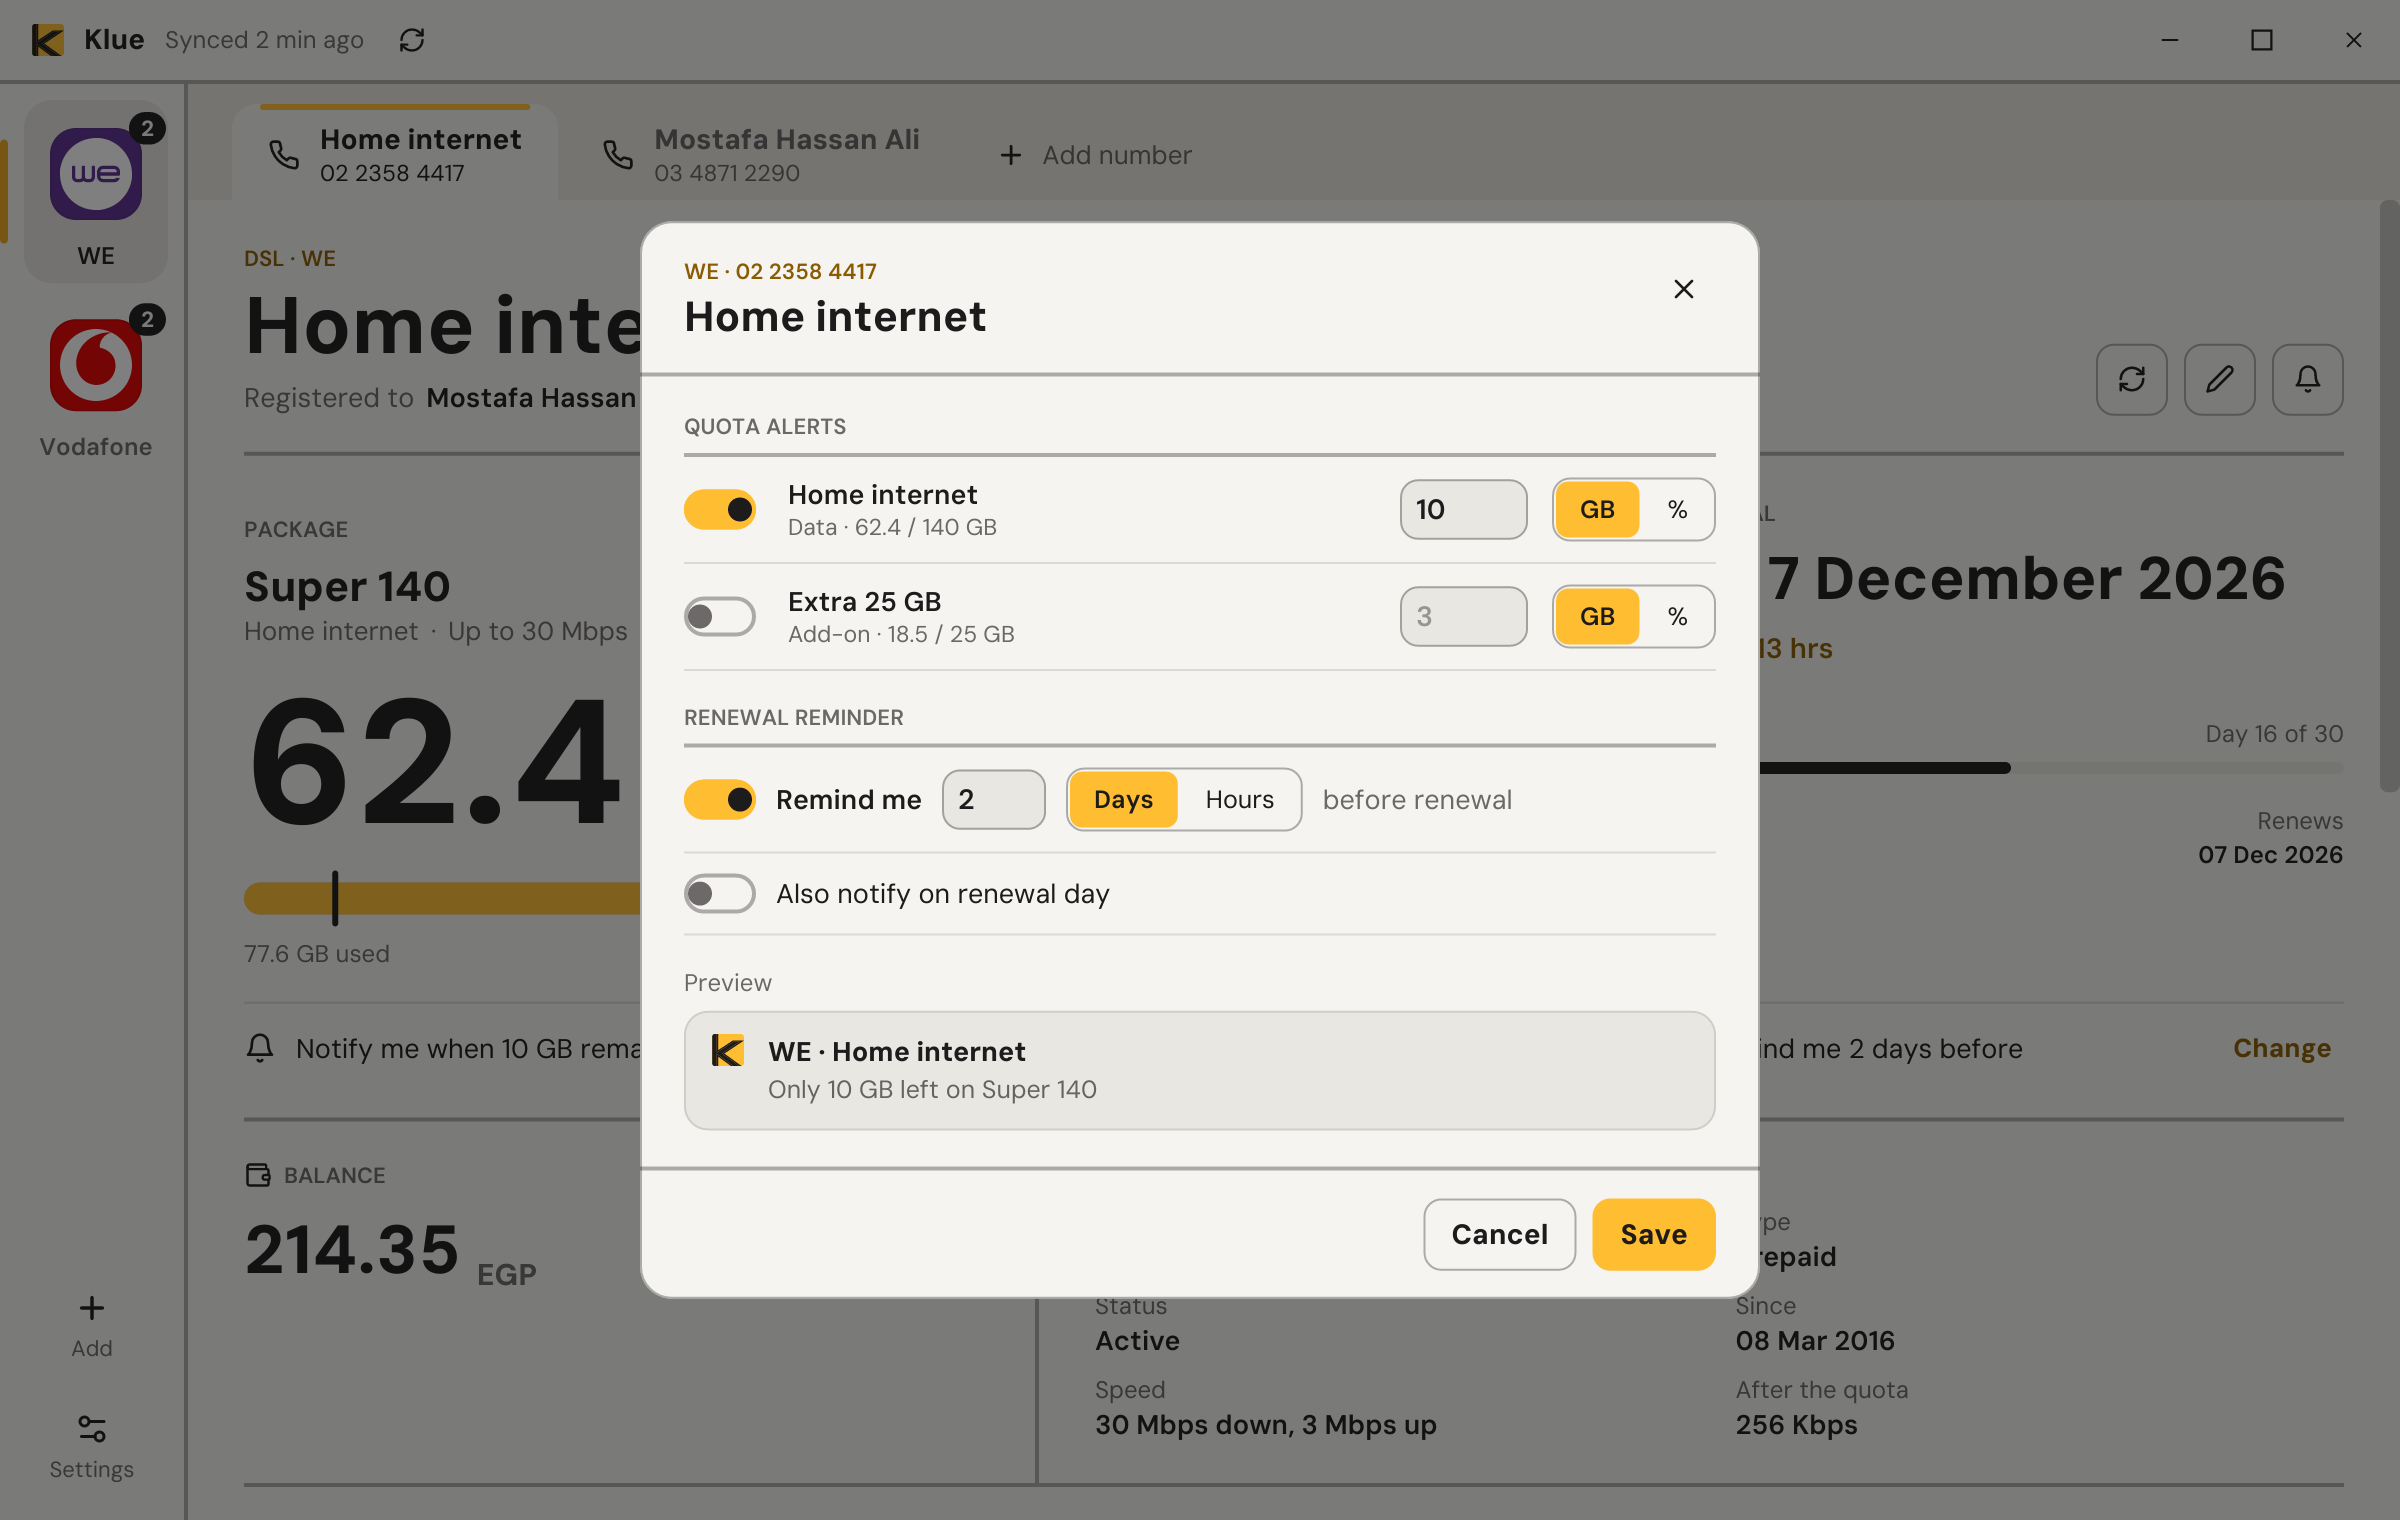 Klue Synced 2 min ago
2
we
WE
2
Vodafone
Add
Settings
Home internet
02 2358 4417
Mostafa Hassan Ali
03 4871 2290
Add number
DSL · WE
Home inte
Registered to Mostafa Hassan
PACKAGE
Super 140
Home internet · Up to 30 Mbps
62.4
77.6 GB used
Notify me when 10 GB rema
BALANCE
214.35 EGP
WE · 02 2358 4417
Home internet
QUOTA ALERTS
Home internet
Data · 62.4 / 140 GB
10 GB %
Extra 25 GB
Add-on · 18.5 / 25 GB
3 GB %
RENEWAL REMINDER
Remind me 2 Days Hours before renewal
Also notify on renewal day
Preview
WE · Home internet
Only 10 GB left on Super 140
Cancel Save
AL
7 December 2026
13 hrs
Day 16 of 30
Renews
07 Dec 2026
ind me 2 days before Change
ype
repaid
Status
Active
Since
08 Mar 2016
Speed
30 Mbps down, 3 Mbps up
After the quota
256 Kbps